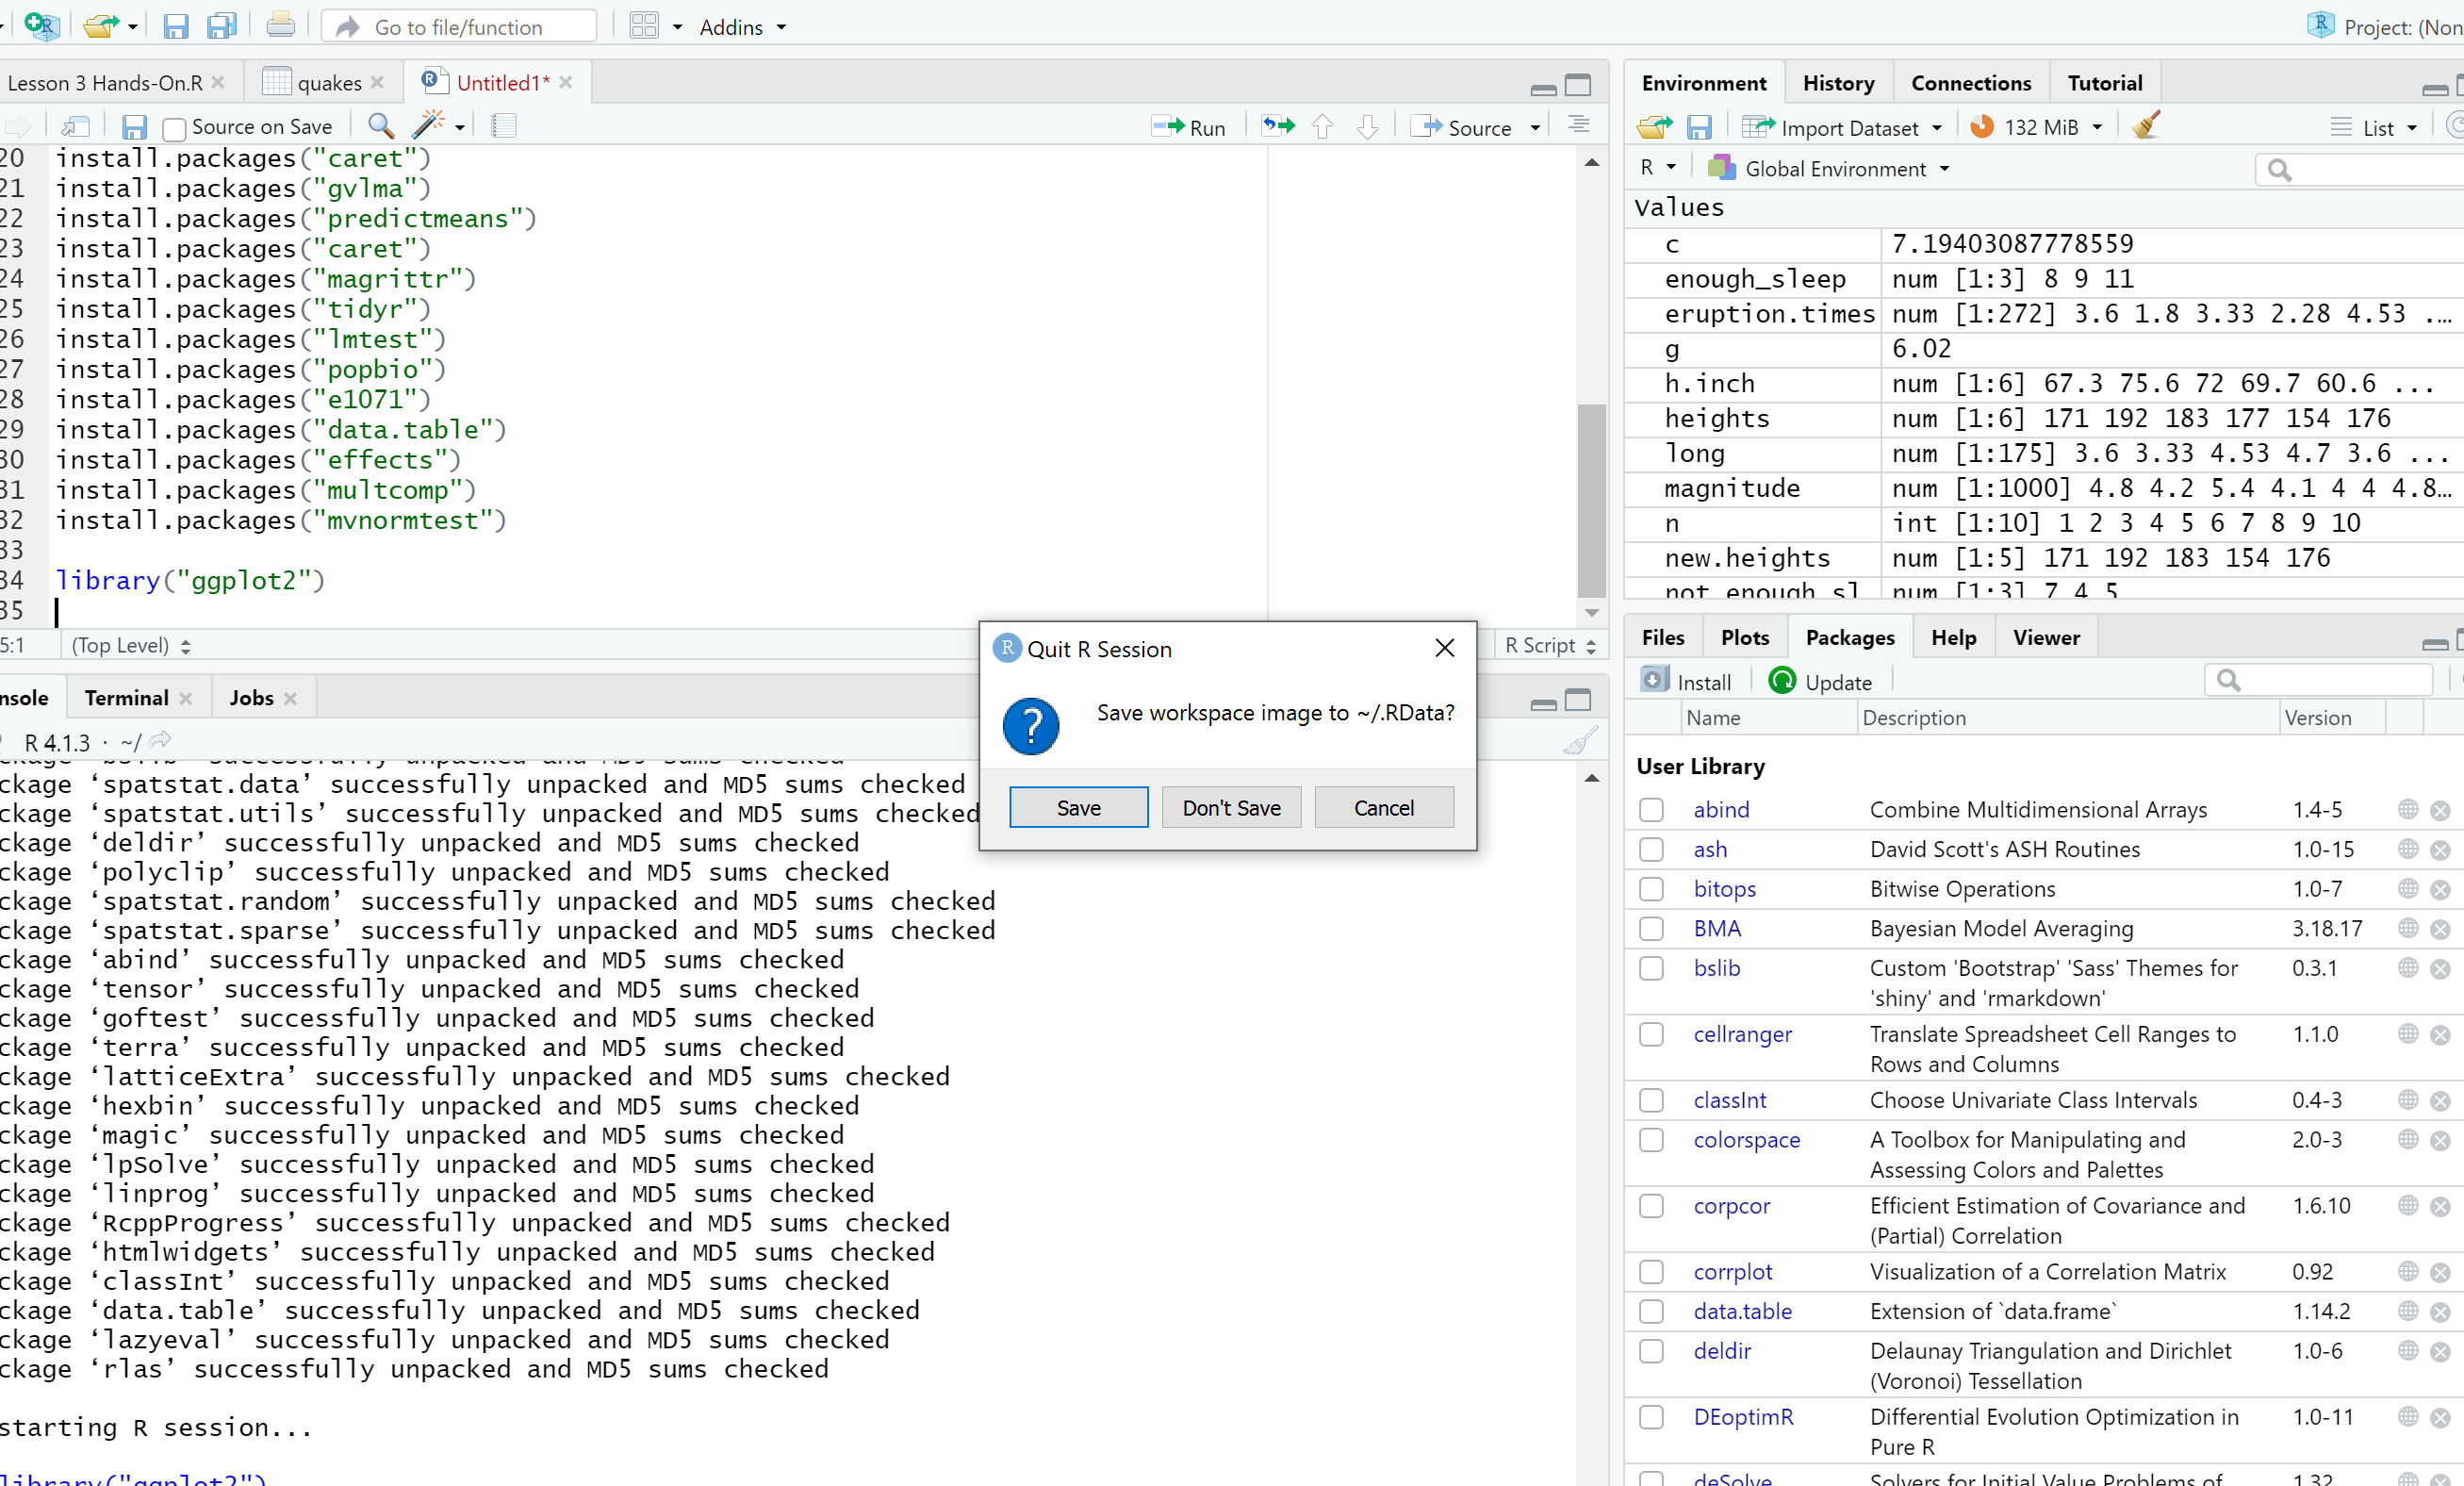 Go to file/function
Addins
Project: (Non
Lesson 3 Hands-On.R
quakes
Untitled1*
Source on Save
Run
Source
20 install.packages("caret")
21 install.packages("gvlma")
22 install.packages("predictmeans")
23 install.packages("caret")
24 install.packages("magrittr")
25 install.packages("tidyr")
26 install.packages("lmtest")
27 install.packages("popbio")
28 install.packages("e1071")
29 install.packages("data.table")
30 install.packages("effects")
31 install.packages("multcomp")
32 install.packages("mvnormtest")
33
34 library("ggplot2")
35
5:1 (Top Level)
R Script
nsole
Terminal
Jobs
R 4.1.3 · ~/
ckage ‘spatstat.data’ successfully unpacked and MD5 sums checked
ckage ‘spatstat.utils’ successfully unpacked and MD5 sums checked
ckage ‘deldir’ successfully unpacked and MD5 sums checked
ckage ‘polyclip’ successfully unpacked and MD5 sums checked
ckage ‘spatstat.random’ successfully unpacked and MD5 sums checked
ckage ‘spatstat.sparse’ successfully unpacked and MD5 sums checked
ckage ‘abind’ successfully unpacked and MD5 sums checked
ckage ‘tensor’ successfully unpacked and MD5 sums checked
ckage ‘goftest’ successfully unpacked and MD5 sums checked
ckage ‘terra’ successfully unpacked and MD5 sums checked
ckage ‘latticeExtra’ successfully unpacked and MD5 sums checked
ckage ‘hexbin’ successfully unpacked and MD5 sums checked
ckage ‘magic’ successfully unpacked and MD5 sums checked
ckage ‘lpSolve’ successfully unpacked and MD5 sums checked
ckage ‘linprog’ successfully unpacked and MD5 sums checked
ckage ‘RcppProgress’ successfully unpacked and MD5 sums checked
ckage ‘htmlwidgets’ successfully unpacked and MD5 sums checked
ckage ‘classInt’ successfully unpacked and MD5 sums checked
ckage ‘data.table’ successfully unpacked and MD5 sums checked
ckage ‘lazyeval’ successfully unpacked and MD5 sums checked
ckage ‘rlas’ successfully unpacked and MD5 sums checked
starting R session...
library("ggplot2")
Quit R Session
Save workspace image to ~/.RData?
Save
Don't Save
Cancel
Environment
History
Connections
Tutorial
Import Dataset
132 MiB
List
R
Global Environment
Values
c 7.19403087778559
enough_sleep num [1:3] 8 9 11
eruption.times num [1:272] 3.6 1.8 3.33 2.28 4.53 ...
g 6.02
h.inch num [1:6] 67.3 75.6 72 69.7 60.6 ...
heights num [1:6] 171 192 183 177 154 176
long num [1:175] 3.6 3.33 4.53 4.7 3.6 ...
magnitude num [1:1000] 4.8 4.2 5.4 4.1 4 4 4.8...
n int [1:10] 1 2 3 4 5 6 7 8 9 10
new.heights num [1:5] 171 192 183 154 176
not_enough_sl num [1:3] 7 4 5
Files
Plots
Packages
Help
Viewer
Install
Update
Name Description Version
User Library
abind Combine Multidimensional Arrays 1.4-5
ash David Scott's ASH Routines 1.0-15
bitops Bitwise Operations 1.0-7
BMA Bayesian Model Averaging 3.18.17
bslib Custom 'Bootstrap' 'Sass' Themes for 0.3.1
'shiny' and 'rmarkdown'
cellranger Translate Spreadsheet Cell Ranges to 1.1.0
Rows and Columns
classInt Choose Univariate Class Intervals 0.4-3
colorspace A Toolbox for Manipulating and 2.0-3
Assessing Colors and Palettes
corpcor Efficient Estimation of Covariance and 1.6.10
(Partial) Correlation
corrplot Visualization of a Correlation Matrix 0.92
data.table Extension of `data.frame` 1.14.2
deldir Delaunay Triangulation and Dirichlet 1.0-6
(Voronoi) Tessellation
DEoptimR Differential Evolution Optimization in 1.0-11
Pure R
deSolve Solvers for Initial Value Problems of 1.32